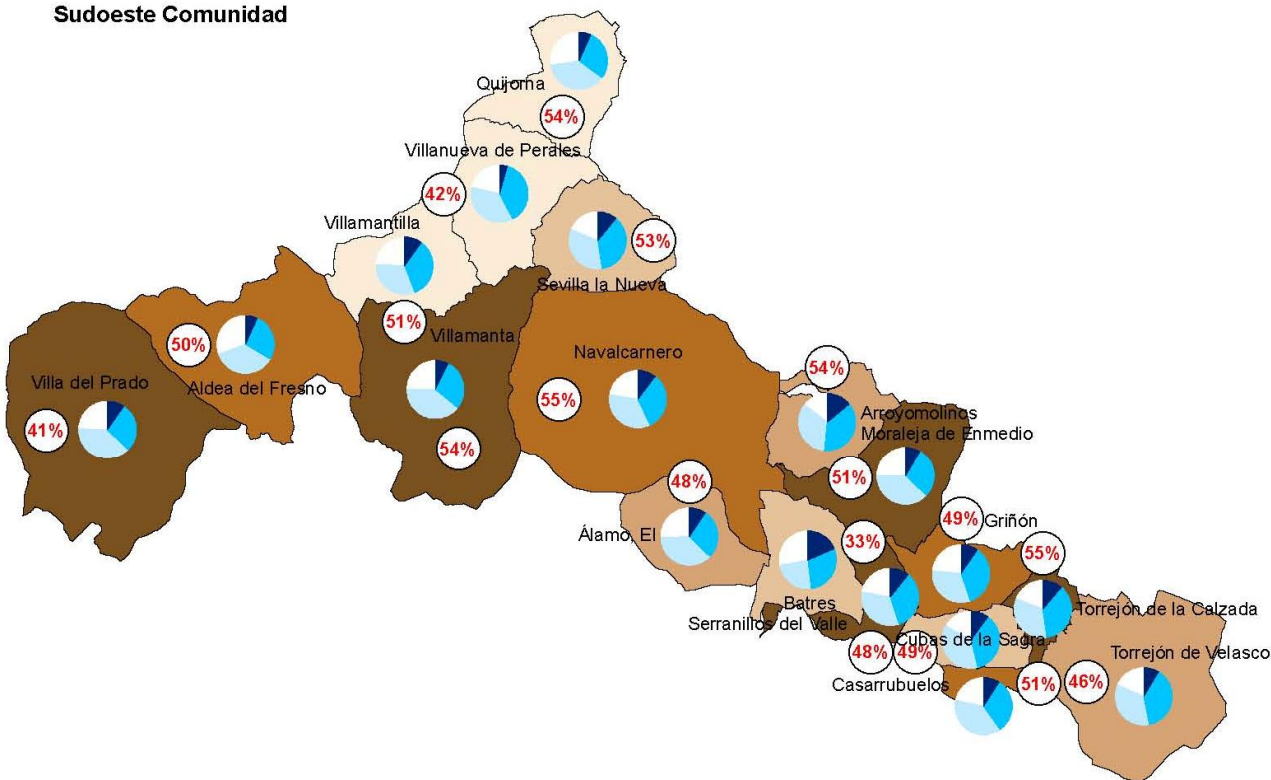 Sudoeste Comunidad
Quijorna
54%
Villanueva de Perales
42%
Villamantilla
53%
Sevilla la Nueva
51%
Villamanta
50%
Aldea del Fresno
Navalcarnero
54%
Villa del Prado
41%
55%
Arroyomolinos
Moraleja de Enmedio
54%
51%
48%
49%
Griñón
Álamo, El
33%
55%
Batres
Serranillos del Valle
Torrejón de la Calzada
Cubas de la Sagra
48%
49%
Torrejón de Velasco
Casarrubuelos
51%
46%